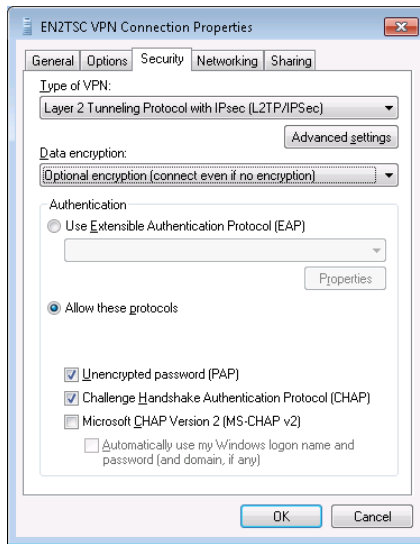 EN2TSC VPN Connection Properties
General Options Security Networking Sharing
Type of VPN:
Layer 2 Tunneling Protocol with IPsec (L2TP/IPSec)
Advanced settings
Data encryption:
Optional encryption (connect even if no encryption)
Authentication
Use Extensible Authentication Protocol (EAP)
Properties
Allow these protocols
Unencrypted password (PAP)
Challenge Handshake Authentication Protocol (CHAP)
Microsoft CHAP Version 2 (MS-CHAP v2)
Automatically use my Windows logon name and
password (and domain, if any)
OK Cancel